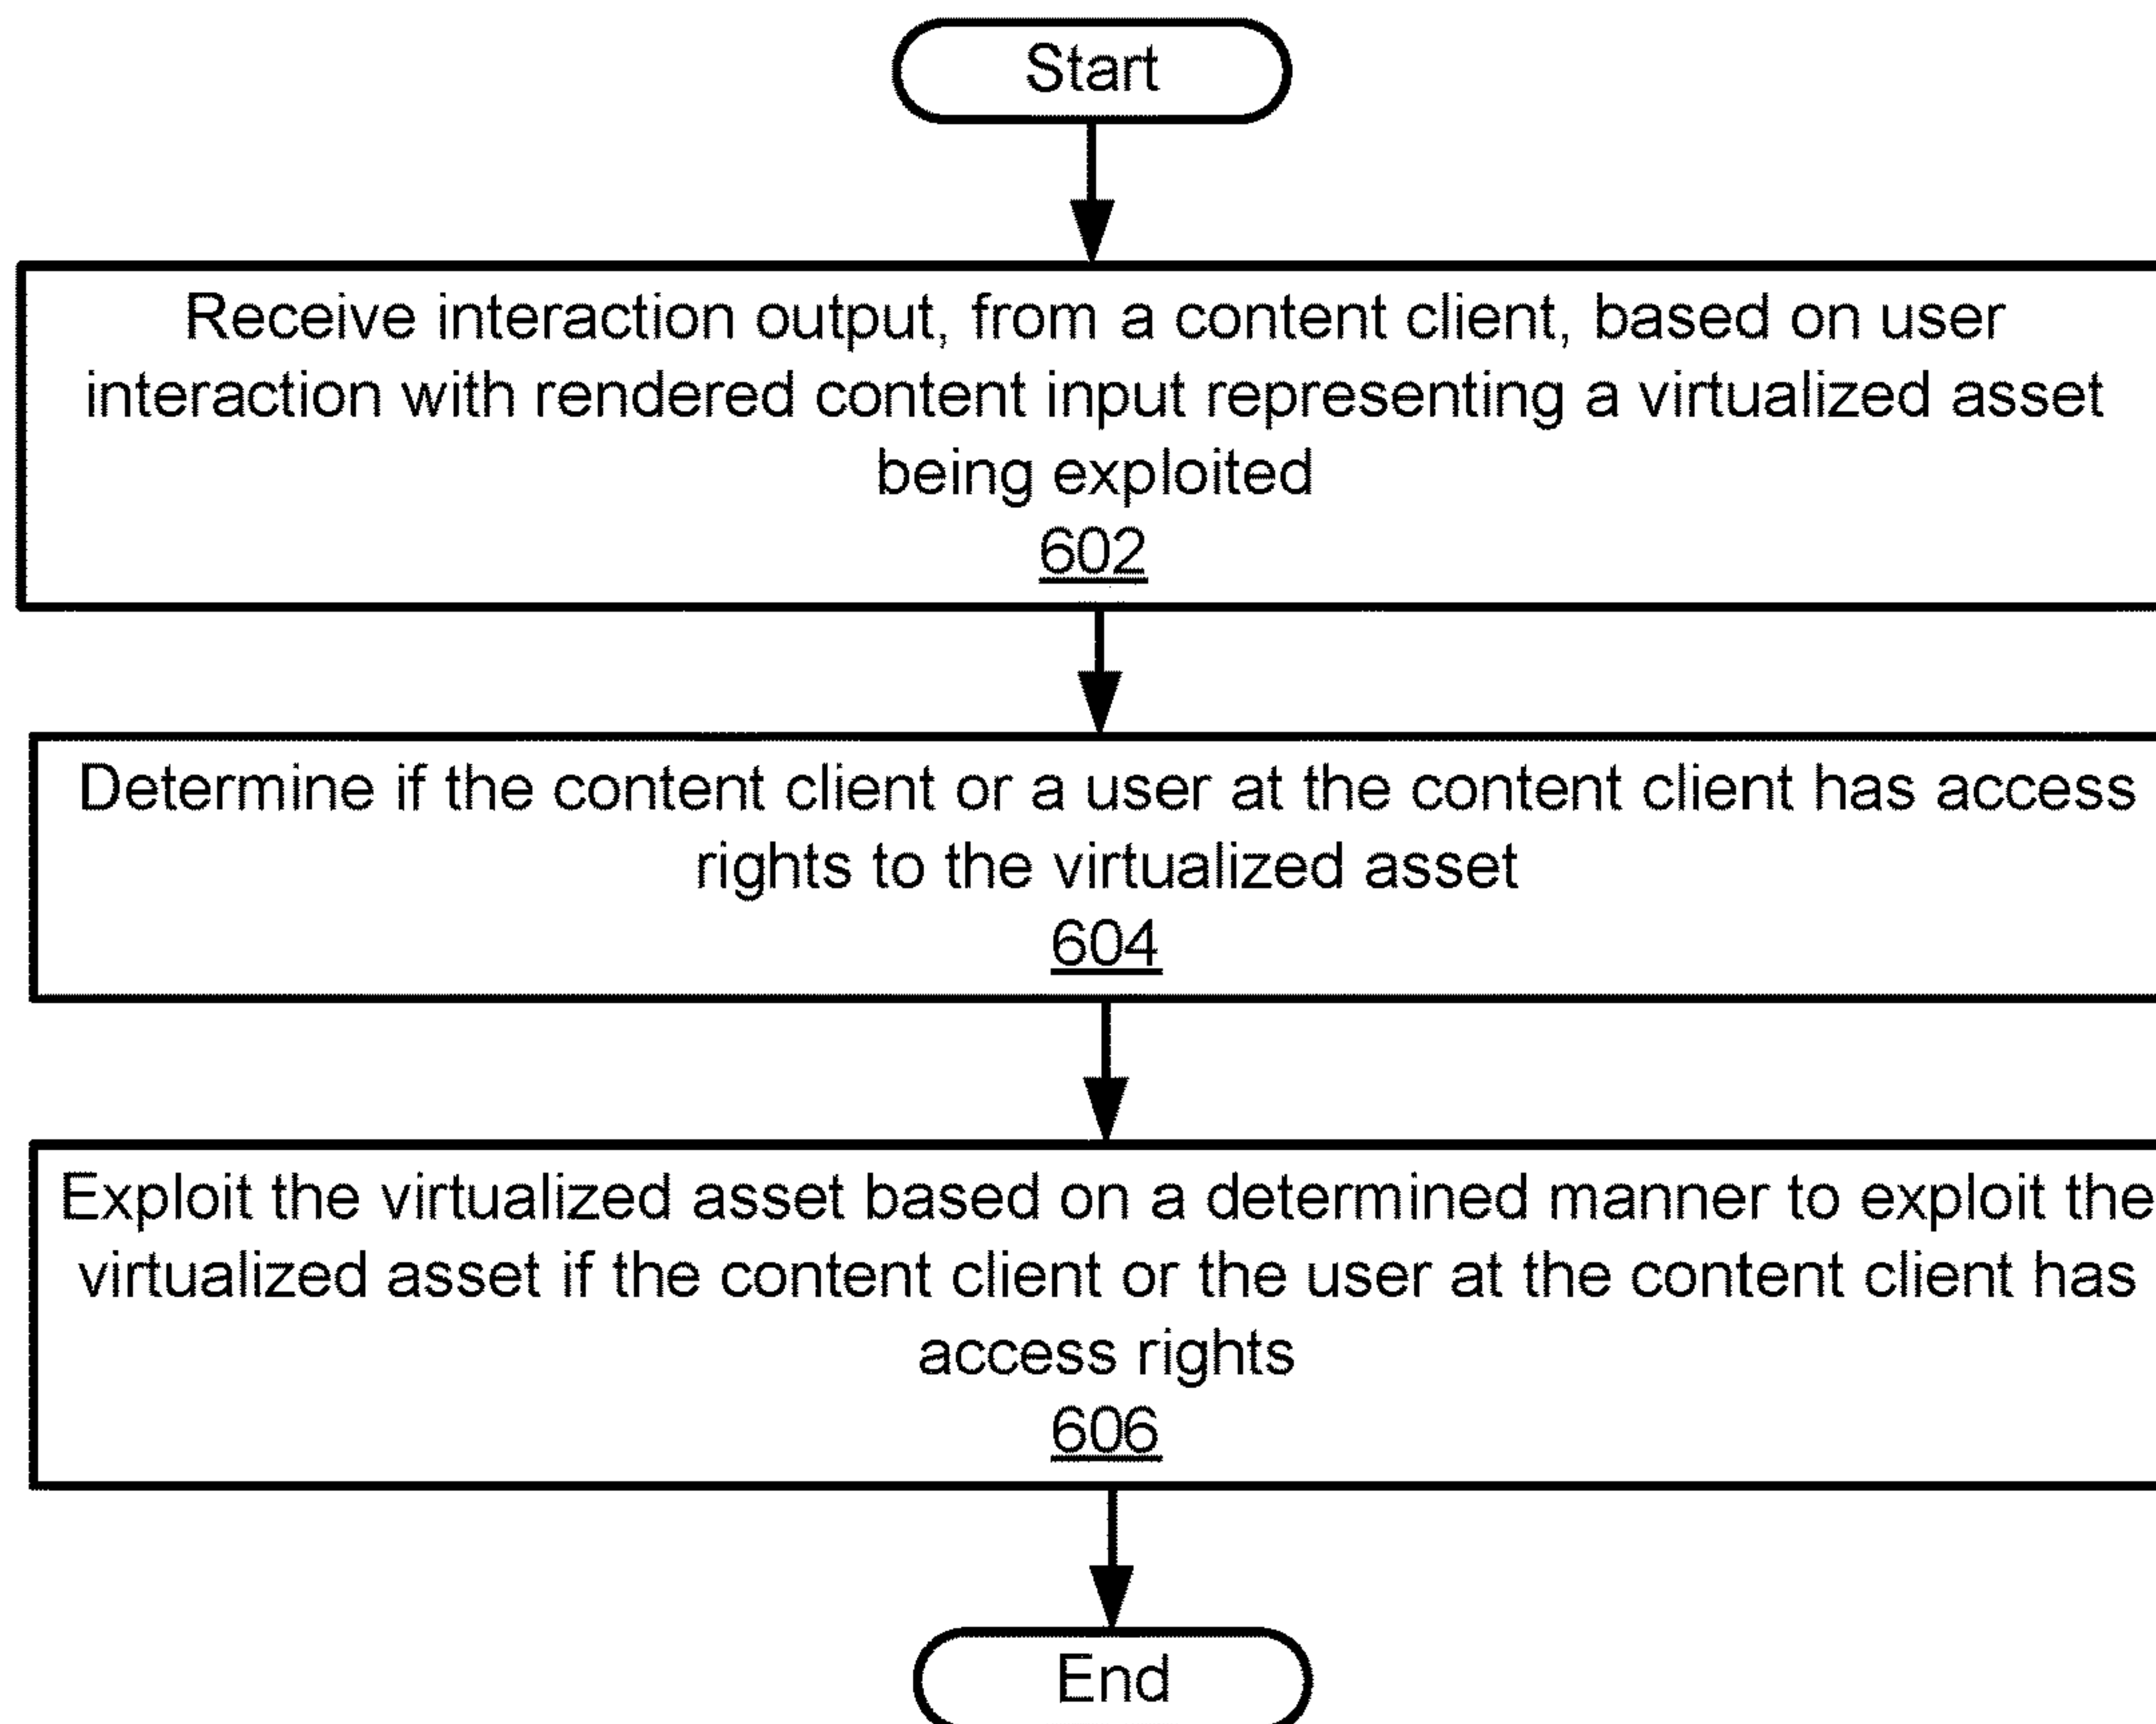 Start
Receive interaction output, from a content client, based on user
interaction with rendered content input representing a virtualized asset
being exploited
602
Determine if the content client or a user at the content client has access
rights to the virtualized asset
604
Exploit the virtualized asset based on a determined manner to exploit the
virtualized asset if the content client or the user at the content client has
access rights
606
End